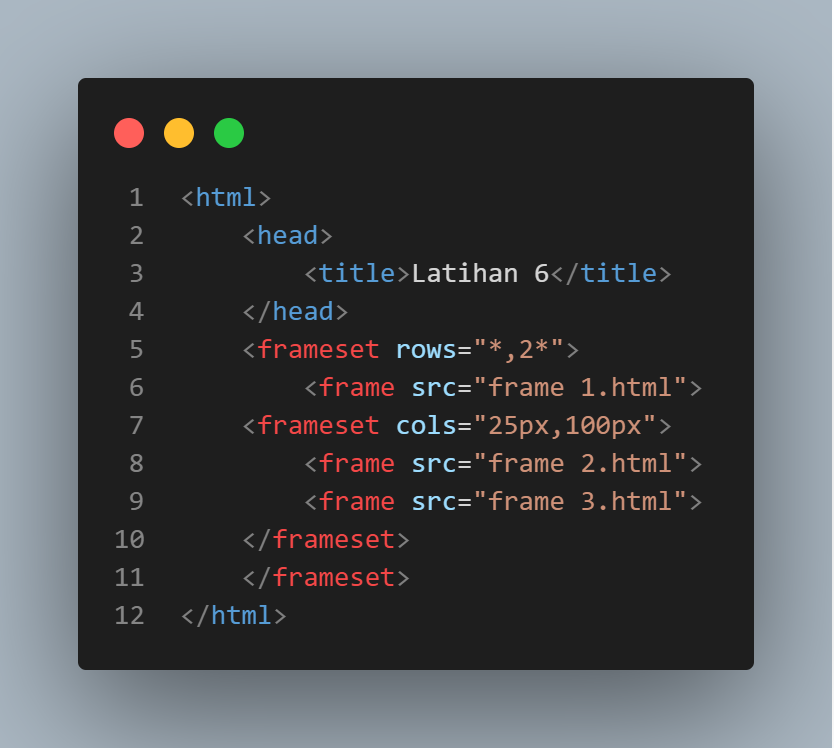 1 <html>
2     <head>
3         <title>Latihan 6</title>
4     </head>
5     <frameset rows="*,2*">
6         <frame src="frame 1.html">
7     <frameset cols="25px,100px">
8         <frame src="frame 2.html">
9         <frame src="frame 3.html">
10     </frameset>
11     </frameset>
12 </html>